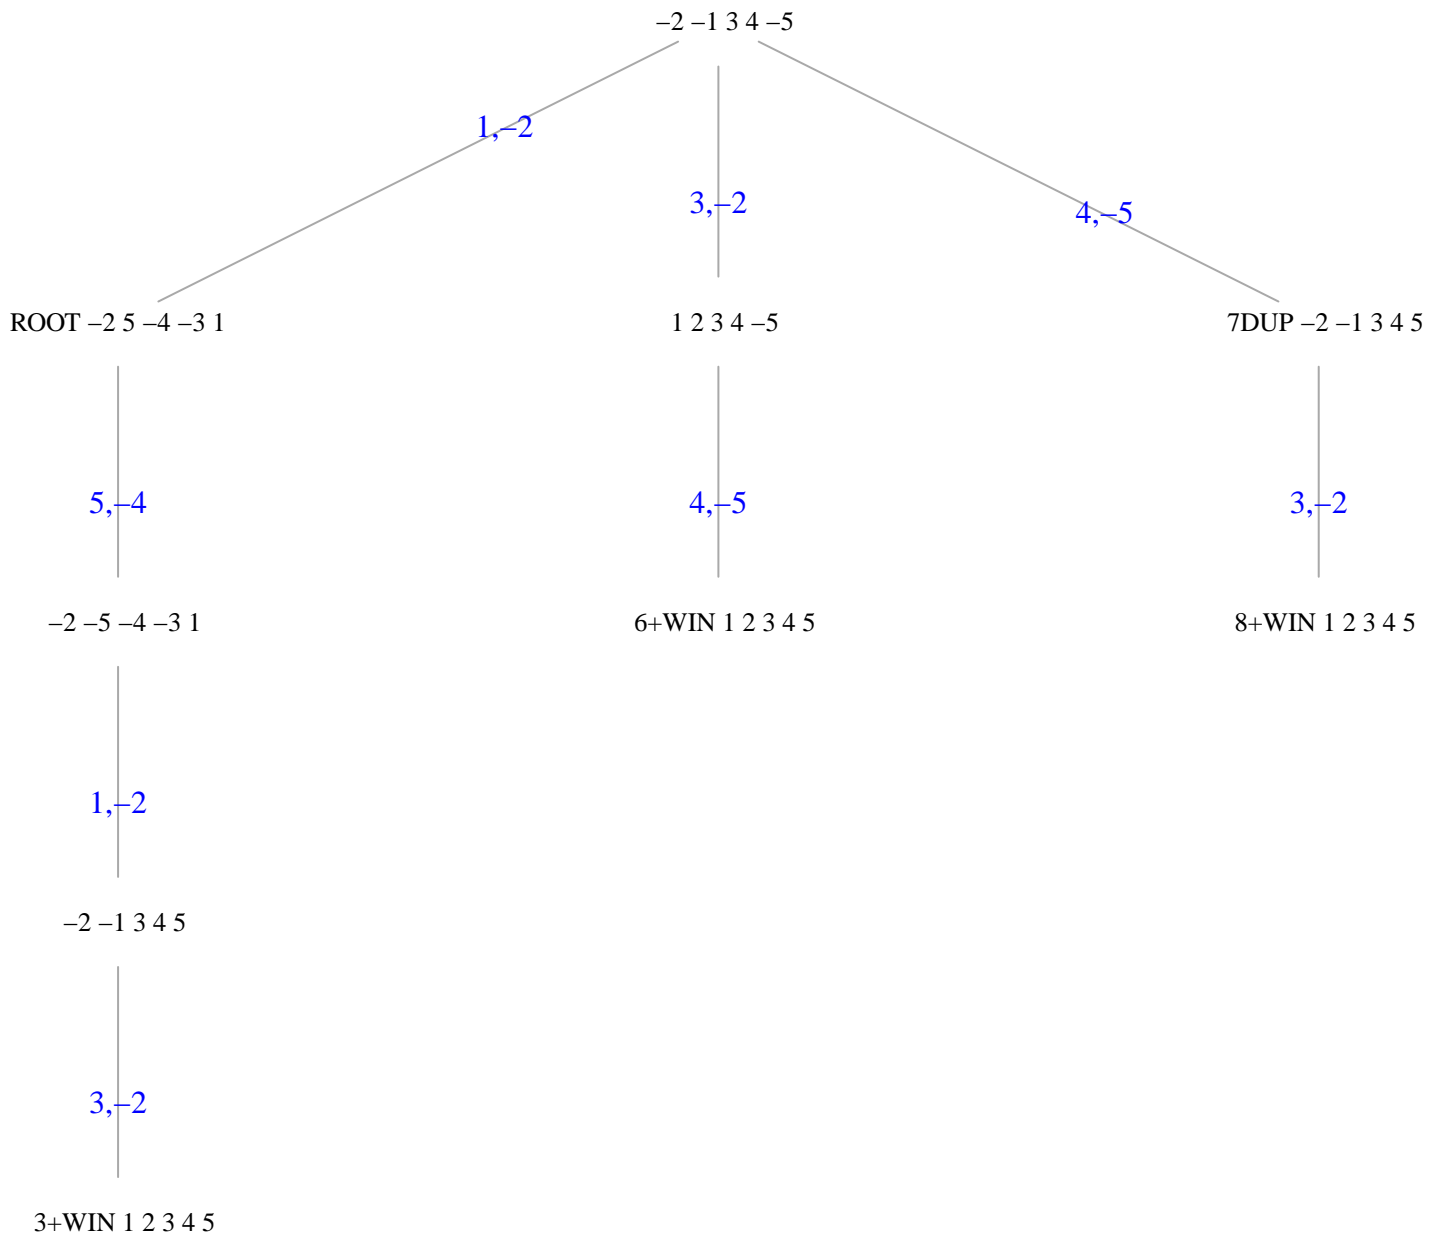 –2 –1 3 4 –5
1,–2
3,–2
4,–5
ROOT –2 5 –4 –3 1
1 2 3 4 –5
7DUP –2 –1 3 4 5
5,–4
4,–5
3,–2
–2 –5 –4 –3 1
6+WIN 1 2 3 4 5
8+WIN 1 2 3 4 5
1,–2
–2 –1 3 4 5
3,–2
3+WIN 1 2 3 4 5